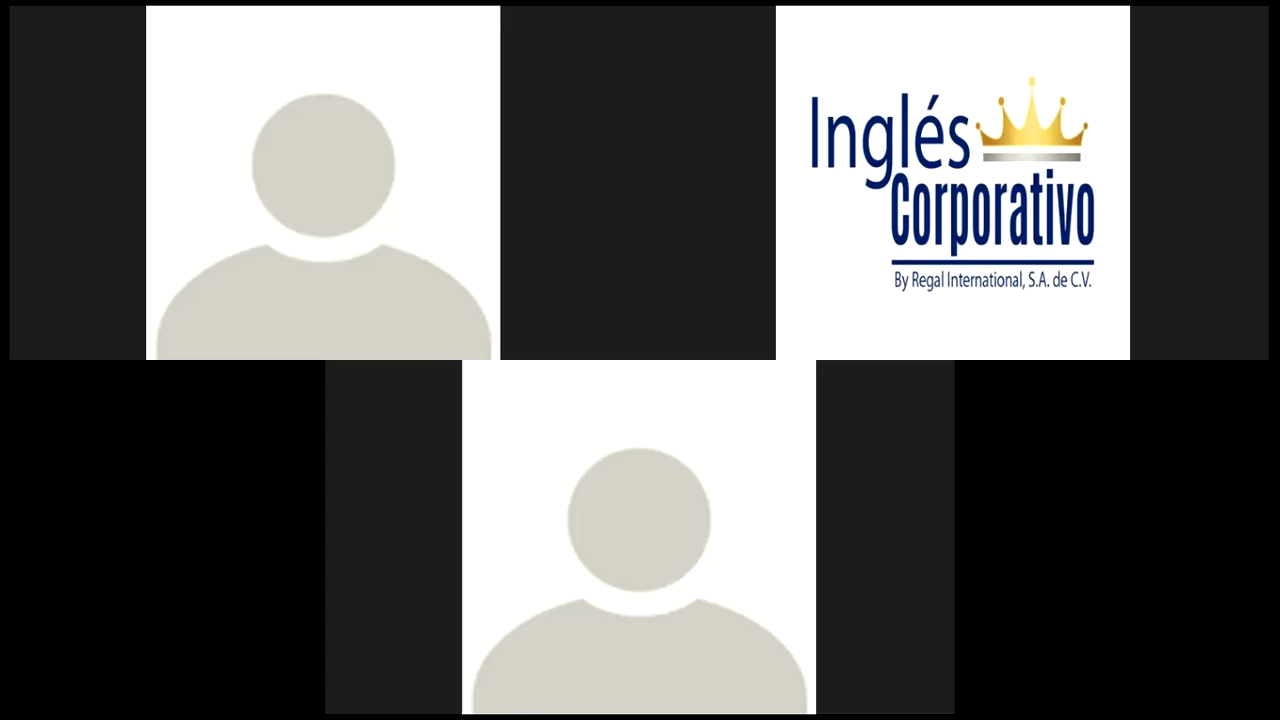 Inglés
Corporativo
By Regal International, S.A. de C.V.